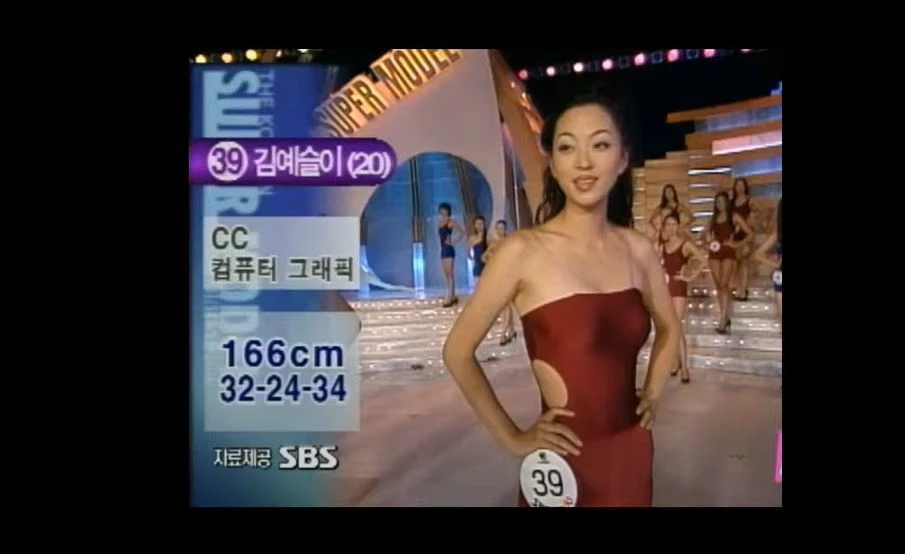 SUPER MODEL
39 김예슬이 (20)
CC
컴퓨터 그래픽
166cm
32-24-34
자료제공 SBS
39